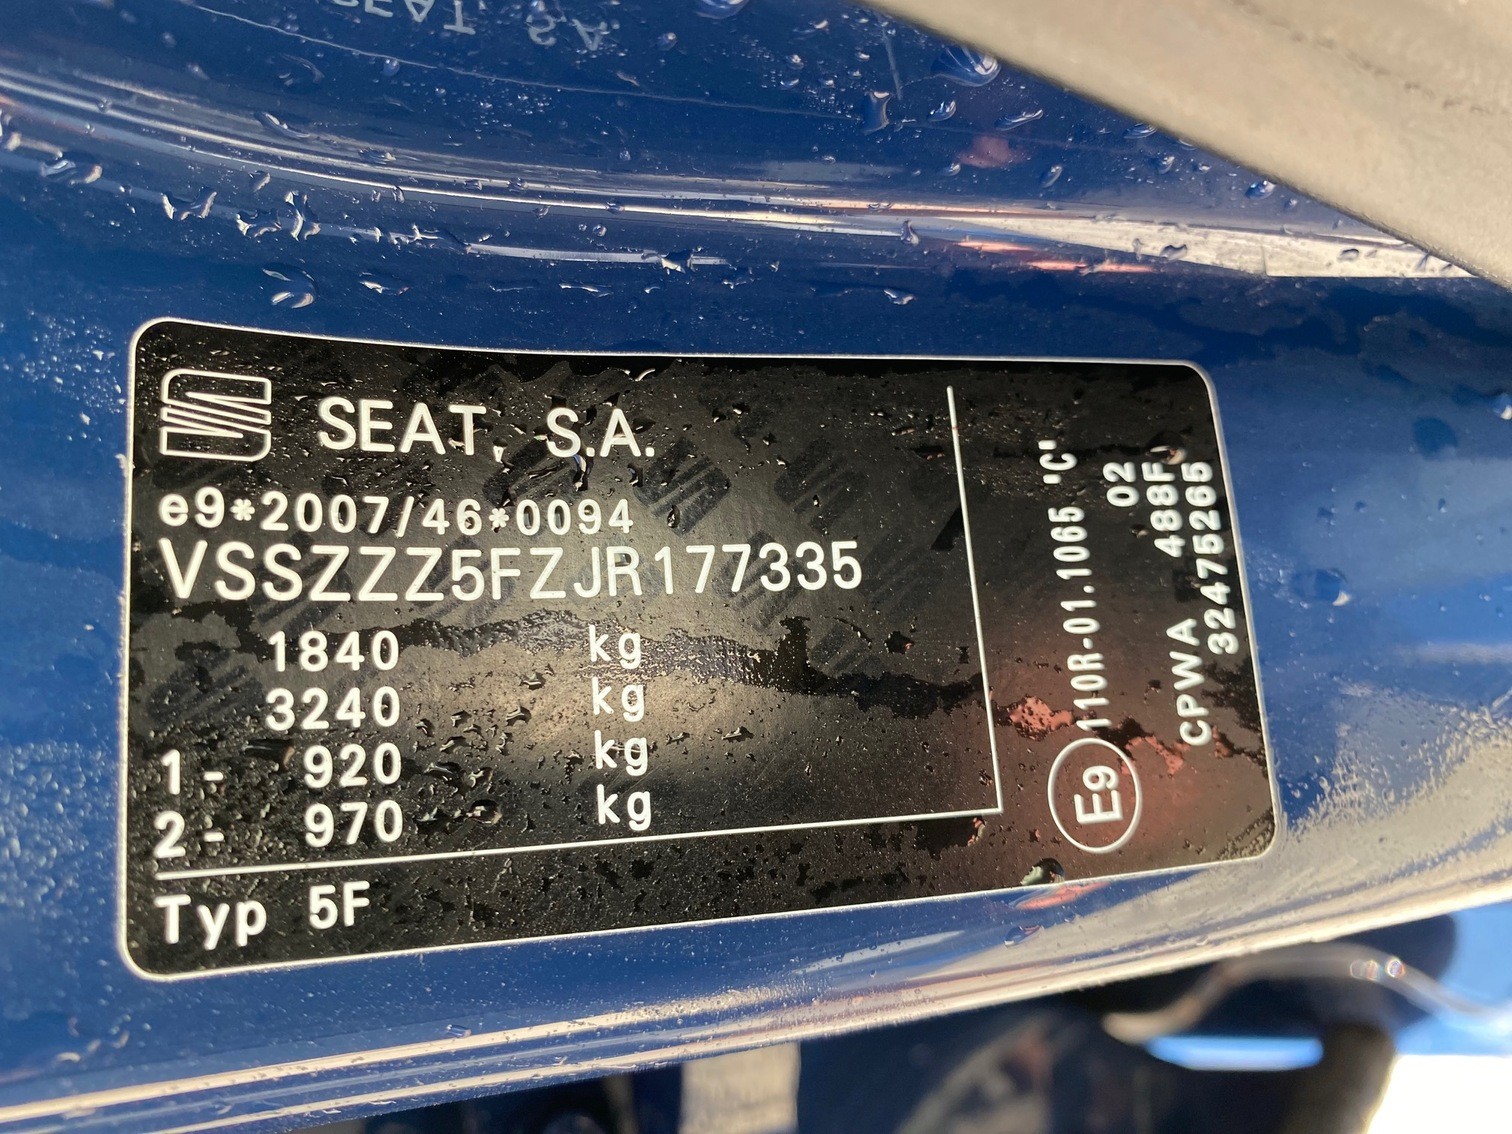 SEAT, S.A.
SEAT, S.A.
e9*2007/46*0094
VSSZZZ5FZJR177335
1840 kg
3240 kg
1- 920 kg
2- 970 kg
Typ 5F
E9 110R-01.1065 'C'
02
CPWA 488F
32475265